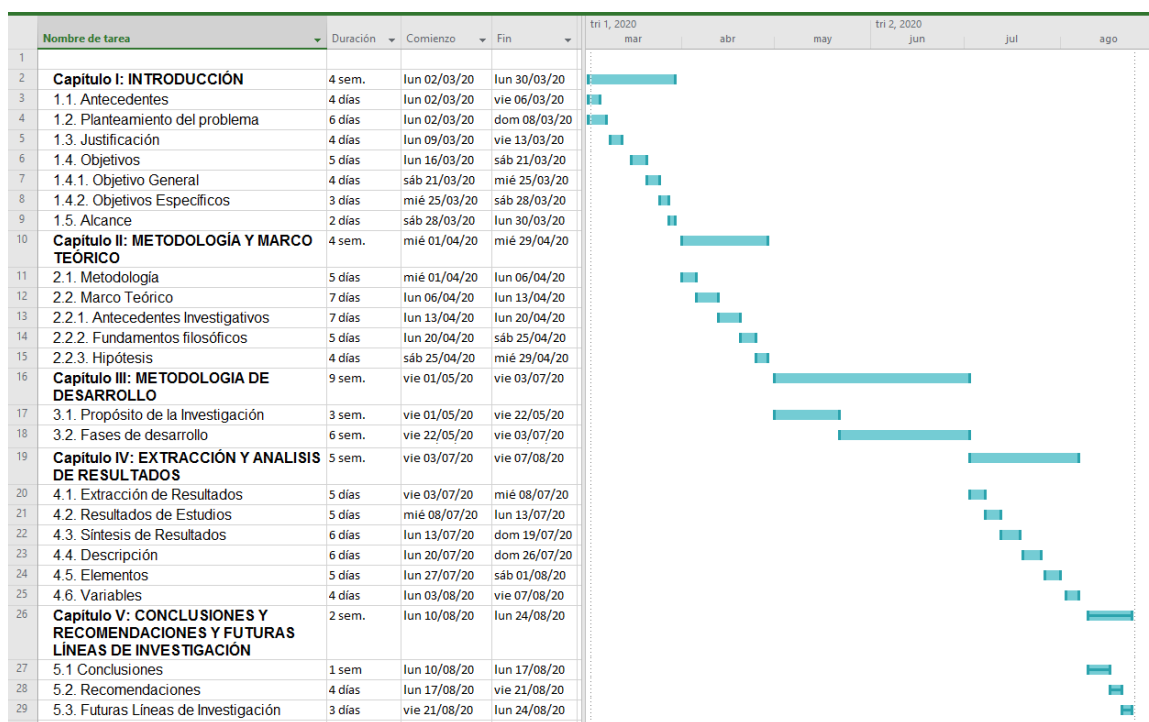 tri 1, 2020 tri 2, 2020
Nombre de tarea Duración Comienzo Fin mar abr may jun jul ago
1
2 Capítulo I: INTRODUCCIÓN 4 sem. lun 02/03/20 lun 30/03/20
3 1.1. Antecedentes 4 días lun 02/03/20 vie 06/03/20
4 1.2. Planteamiento del problema 6 días lun 02/03/20 dom 08/03/20
5 1.3. Justificación 4 días lun 09/03/20 vie 13/03/20
6 1.4. Objetivos 5 días lun 16/03/20 sáb 21/03/20
7 1.4.1. Objetivo General 4 días sáb 21/03/20 mié 25/03/20
8 1.4.2. Objetivos Específicos 3 días mié 25/03/20 sáb 28/03/20
9 1.5. Alcance 2 días sáb 28/03/20 lun 30/03/20
10 Capítulo II: METODOLOGÍA Y MARCO 4 sem. mié 01/04/20 mié 29/04/20
TEÓRICO
11 2.1. Metodología 5 días mié 01/04/20 lun 06/04/20
12 2.2. Marco Teórico 7 días lun 06/04/20 lun 13/04/20
13 2.2.1. Antecedentes Investigativos 7 días lun 13/04/20 lun 20/04/20
14 2.2.2. Fundamentos filosóficos 5 días lun 20/04/20 sáb 25/04/20
15 2.2.3. Hipótesis 4 días sáb 25/04/20 mié 29/04/20
16 Capítulo III: METODOLOGIA DE 9 sem. vie 01/05/20 vie 03/07/20
DESARROLLO
17 3.1. Propósito de la Investigación 3 sem. vie 01/05/20 vie 22/05/20
18 3.2. Fases de desarrollo 6 sem. vie 22/05/20 vie 03/07/20
19 Capítulo IV: EXTRACCIÓN Y ANALISIS 5 sem. vie 03/07/20 vie 07/08/20
DE RESULTADOS
20 4.1. Extracción de Resultados 5 días vie 03/07/20 mié 08/07/20
21 4.2. Resultados de Estudios 5 días mié 08/07/20 lun 13/07/20
22 4.3. Síntesis de Resultados 6 días lun 13/07/20 dom 19/07/20
23 4.4. Descripción 6 días lun 20/07/20 dom 26/07/20
24 4.5. Elementos 5 días lun 27/07/20 sáb 01/08/20
25 4.6. Variables 4 días lun 03/08/20 vie 07/08/20
26 Capítulo V: CONCLUSIONES Y 2 sem. lun 10/08/20 lun 24/08/20
RECOMENDACIONES Y FUTURAS
LÍNEAS DE INVESTIGACIÓN
27 5.1 Conclusiones 1 sem lun 10/08/20 lun 17/08/20
28 5.2. Recomendaciones 4 días lun 17/08/20 vie 21/08/20
29 5.3. Futuras Líneas de Investigación 3 días vie 21/08/20 lun 24/08/20